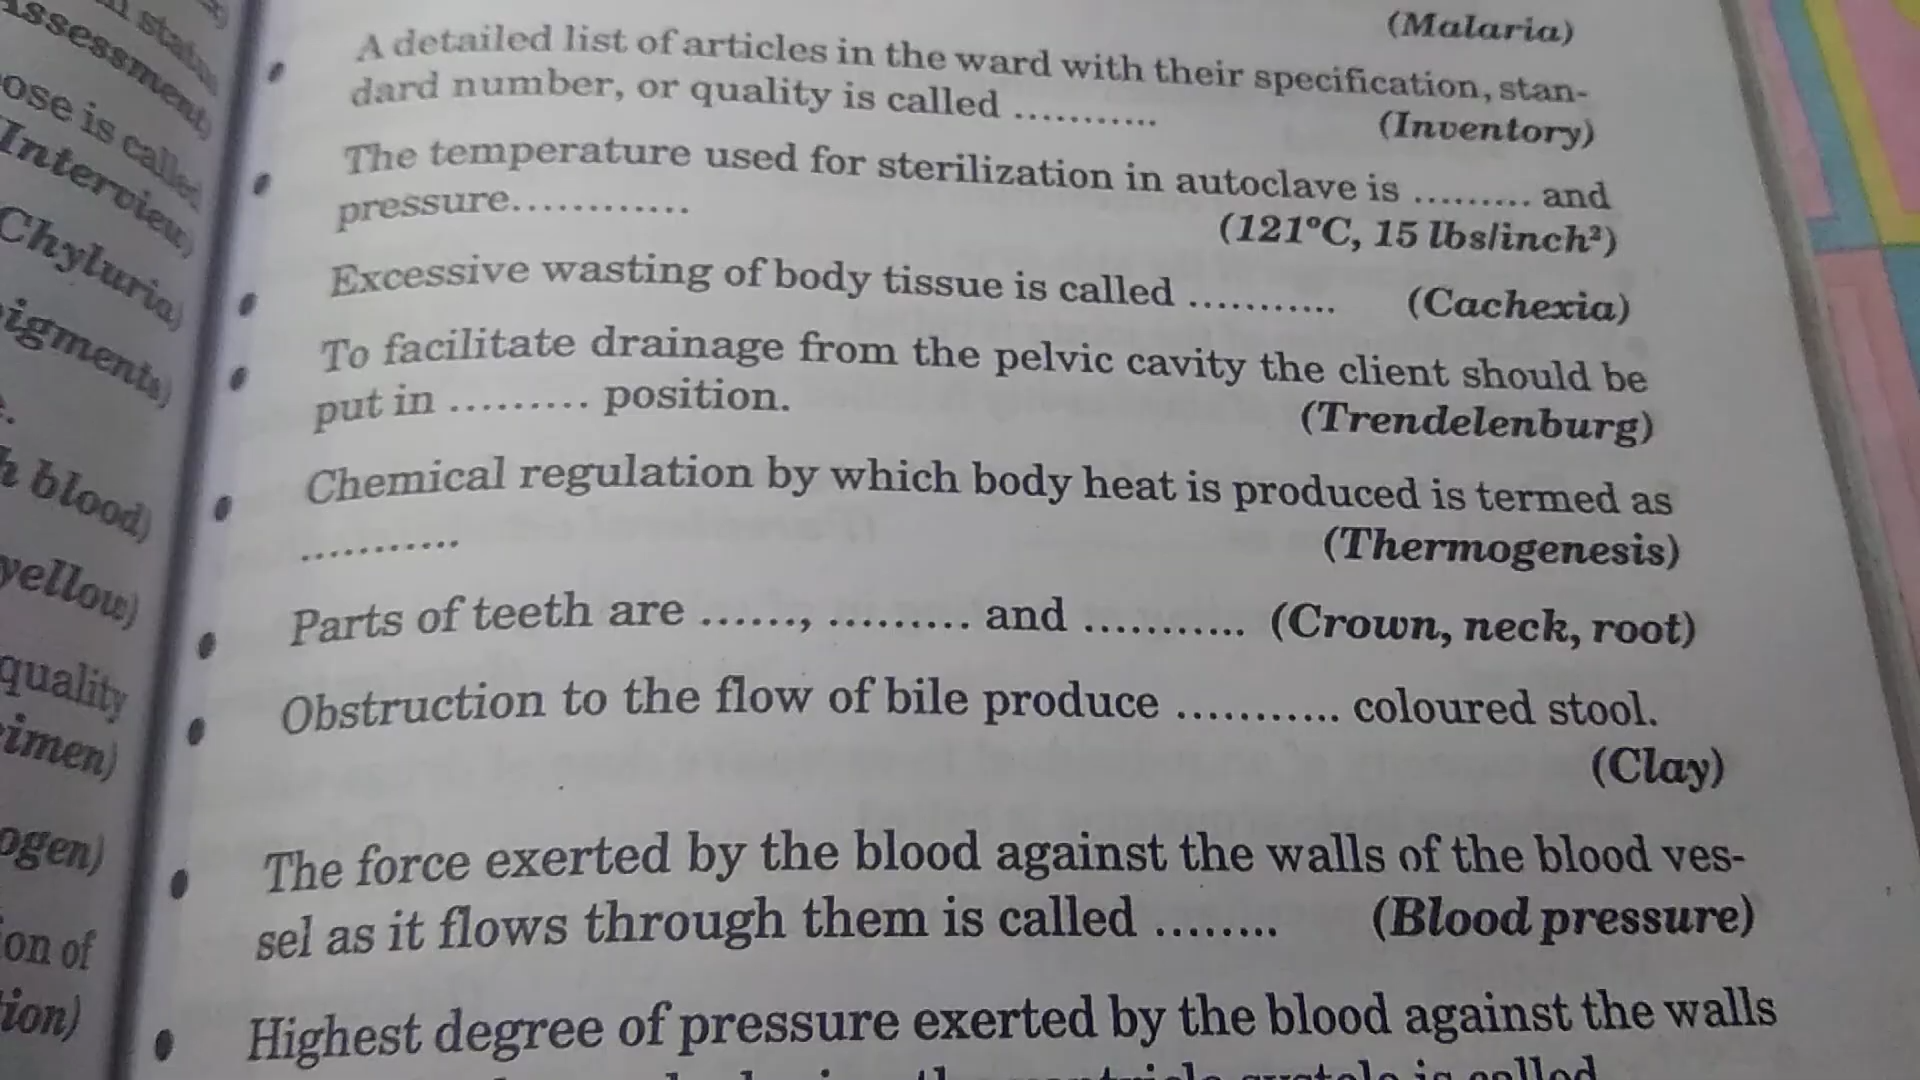 status
ssessment)
ose is called
Interview)
Chyluria)
igments)
blood)
yellow)
quality
imen)
ogen)
on of
ion)
(Malaria)
• A detailed list of articles in the ward with their specification, stan-
dard number, or quality is called ........... (Inventory)
• The temperature used for sterilization in autoclave is ......... and
pressure............ (121°C, 15 lbs/inch²)
• Excessive wasting of body tissue is called ........... (Cachexia)
• To facilitate drainage from the pelvic cavity the client should be
put in ......... position. (Trendelenburg)
• Chemical regulation by which body heat is produced is termed as
........... (Thermogenesis)
• Parts of teeth are ......, ......... and ........... (Crown, neck, root)
• Obstruction to the flow of bile produce ........... coloured stool.
(Clay)
• The force exerted by the blood against the walls of the blood ves-
sel as it flows through them is called ........ (Blood pressure)
• Highest degree of pressure exerted by the blood against the walls
systole is called